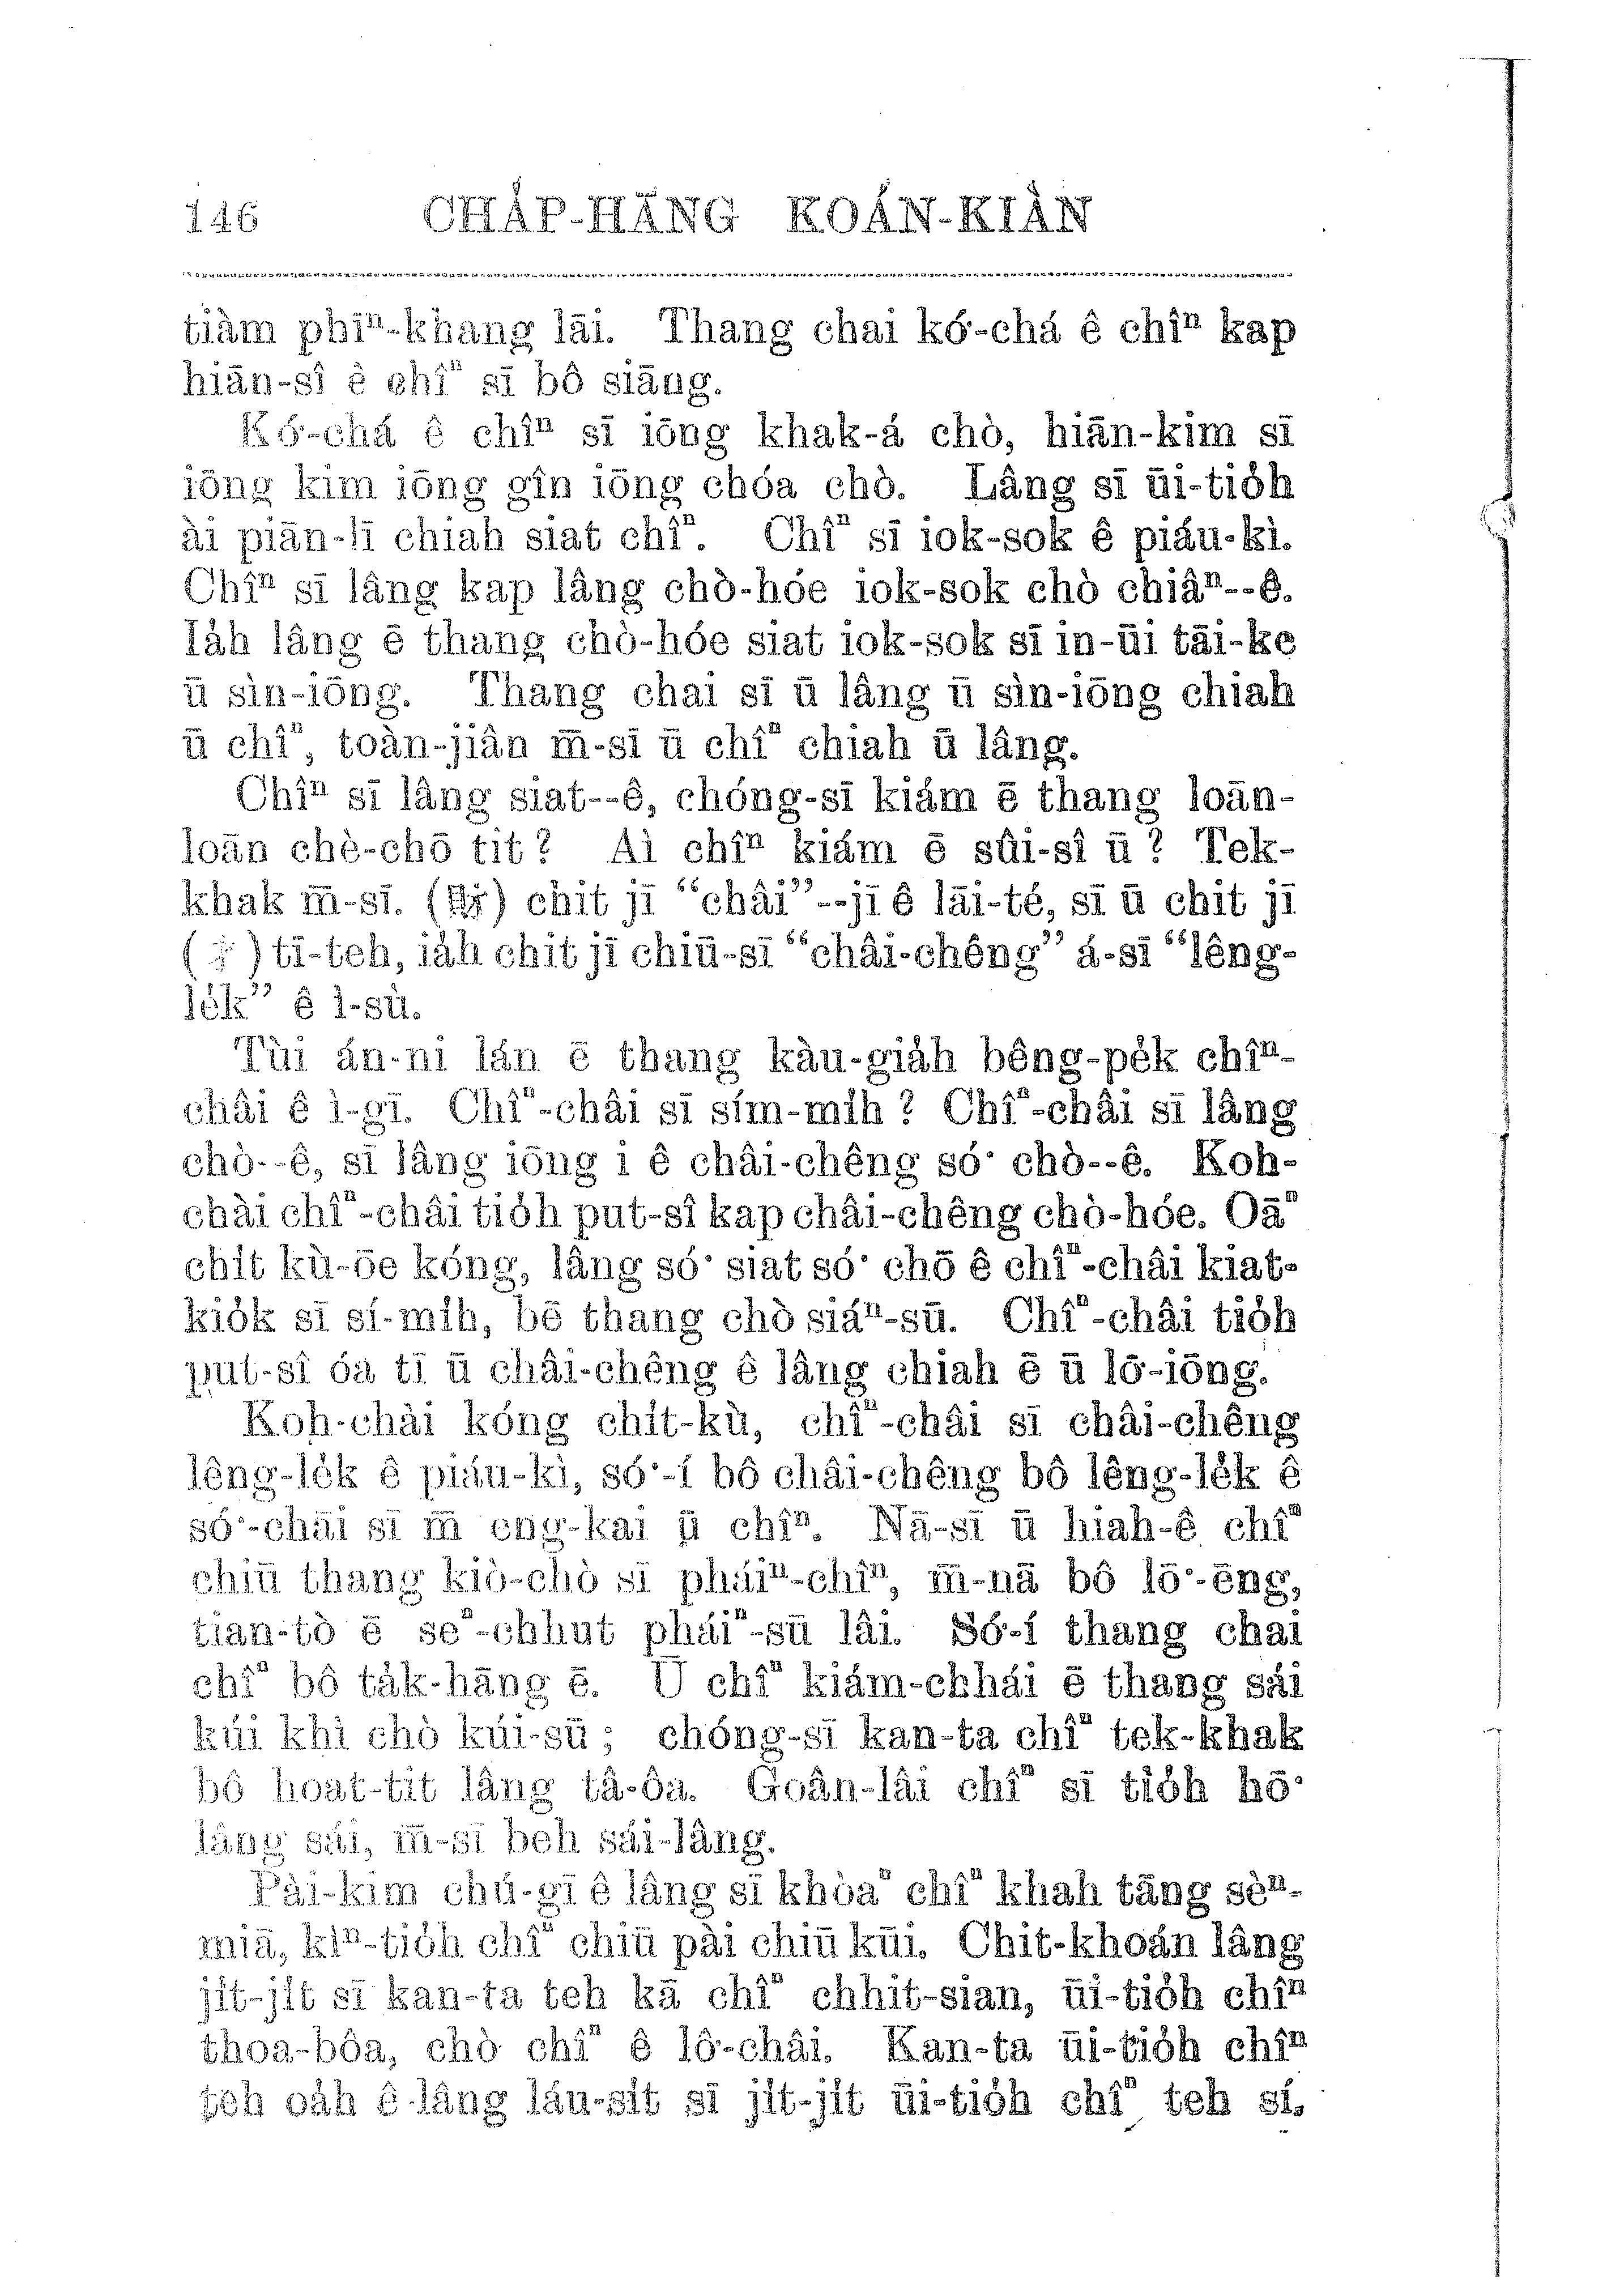 146 CHA̍P-HĀNG KOÁN-KIÀN
tiàm phīⁿ-khang lāi. Thang chai kó-chá ê chîⁿ kap
hiān-sî ê chîⁿ sī bô siāng.
Kó-chá ê chîⁿ sī iōng khak-á chò, hiān-kim sī
iōng kim iōng gîn iōng chóa chò. Lâng sī ūi-tio̍h
ài piān-lī chiah siat chîⁿ. Chîⁿ sī iok-sok ê piáu-kì.
Chîⁿ sī lâng kap lâng chò-hóe iok-sok chò chiâⁿ--ê.
Ia̍h lâng ē thang chò-hóe siat iok-sok sī in-ūi tāi-ke
ū sìn-iōng. Thang chai sī ū lâng ū sìn-iōng chiah
ū chîⁿ, toàn-jiân m̄-sī ū chîⁿ chiah ū lâng.
Chîⁿ sī lâng siat--ê, chóng-sī kiám ē thang loān-
loān chè-chō tit? Ai chîⁿ kiám ē sûi-sî ū? Tek-
khak m̄-sī. (財) chit jī “châi”--jī ê lāi-té, sī ū chit jī
(才) tī-teh, ia̍h chit jī chiū-sī “châi-chêng” á-sī “lêng-
le̍k” ê ì-sù.
Tùi án-ni lán ē thang kàu-gia̍h bêng-pe̍k chîⁿ-
châi ê ì-gī. Chîⁿ-châi sī sím-mi̍h? Chîⁿ-châi sī lâng
chò--ê, sī lâng iōng i ê châi-chêng só͘ chò--ê. Koh-
chài chîⁿ-châi tio̍h put-sî kap châi-chêng chò-hóe. Oāⁿ
chi̍t kù-ōe kóng, lâng só͘ siat só͘ chō ê chîⁿ-châi kiat-
kio̍k sī sí-mi̍h, bē thang chò siáⁿ-sū. Chîⁿ-châi tio̍h
put-sî óa tī ū châi-chêng ê lâng chiah ē ū lō-iōng.
Koh-chài kóng chi̍t-kù, chîⁿ-châi sī châi-chêng
lêng-le̍k ê piáu-kì, só͘-í bô châi-chêng bô lêng-le̍k ê
só͘-chāi sī m̄ eng-kai ū chîⁿ. Nā-sī ū hiah-ê chîⁿ
chiū thang kiò-chò sī pháiⁿ-chîⁿ, m̄-nā bô lō͘-ēng,
tian-tò ē seⁿ-chhut pháiⁿ-sū lâi. Só-í thang chai
chîⁿ bô ta̍k-hāng ē. U chîⁿ kiám-chhái ē thang sái
kúi khì chò kúi-sū; chóng-sī kan-ta chîⁿ tek-khak
bô hoat-tit lâng tâ-ôa. Goân-lâi chîⁿ sī tio̍h hō͘
lâng sái, m̄-sī beh sái-lâng.
Pài-kim chú-gī ê lâng sī khòaⁿ chîⁿ khah tāng sèⁿ-
miā, kìⁿ-tio̍h chîⁿ chiū pài chiū kūi. Chit-khoán lâng
ji̍t-ji̍t sī kan-ta teh kā chîⁿ chhit-sian, ūi-tio̍h chîⁿ
thoa-bôa, chò chîⁿ ê lô-châi. Kan-ta ūi-tio̍h chîⁿ
teh oa̍h ê lâng láu-si̍t sī ji̍t-ji̍t ūi-tio̍h chîⁿ teh sí.